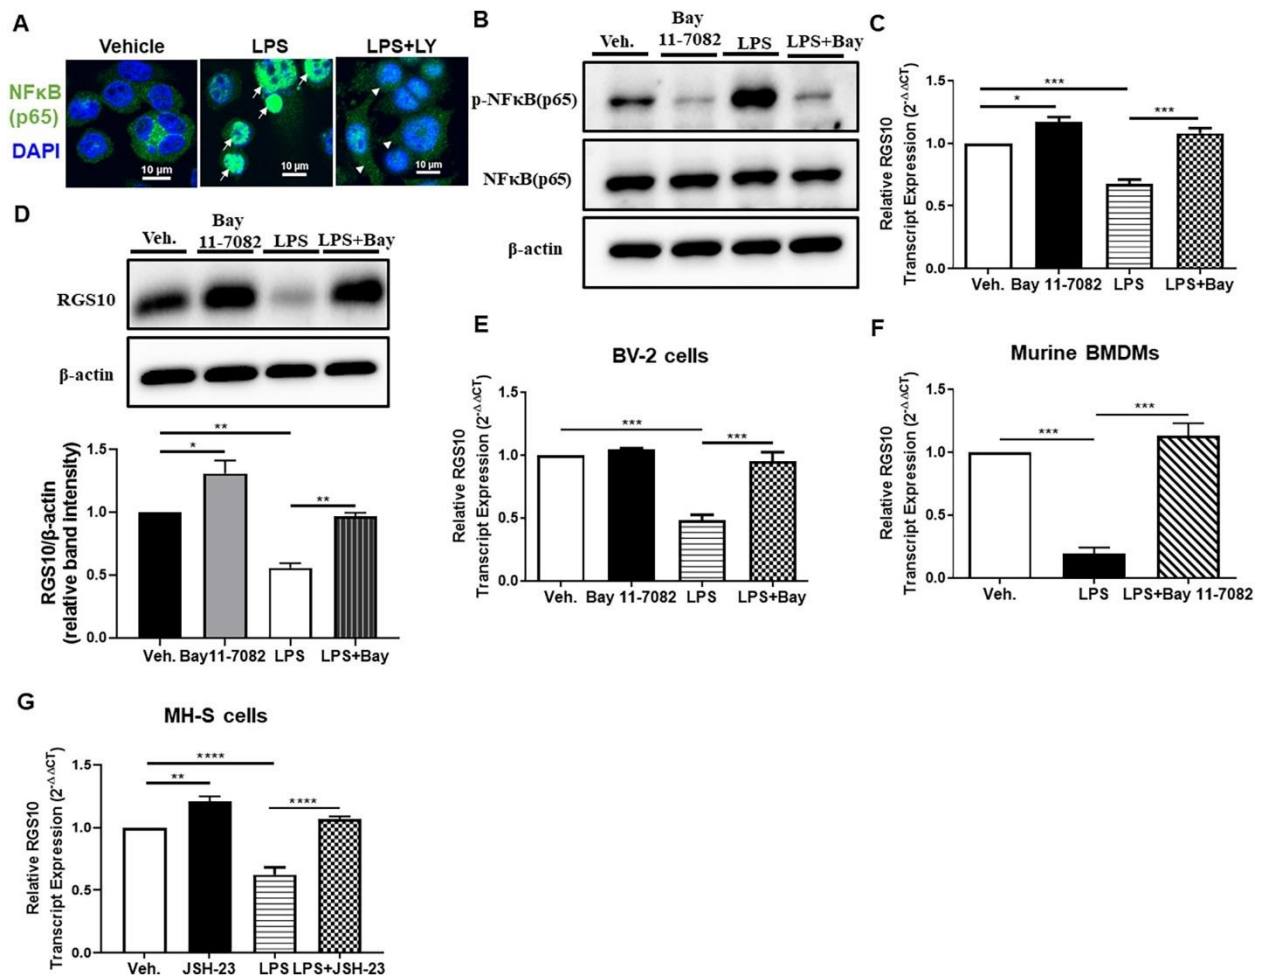 A
Vehicle
LPS
LPS+LY
NFκB
(p65)
DAPI
10 μm
10 μm
10 μm
B
Veh.
Bay
11-7082
LPS
LPS+Bay
p-NFκB(p65)
NFκB(p65)
β-actin
C
Relative RGS10
Transcript Expression (2-ΔΔCT)
1.5
1.0
0.5
0.0
*
***
***
Veh.
Bay 11-7082
LPS
LPS+Bay
D
Veh.
Bay
11-7082
LPS
LPS+Bay
RGS10
β-actin
RGS10/β-actin
(relative band intensity)
1.5
1.0
0.5
0.0
**
*
**
Veh.
Bay11-7082
LPS
LPS+Bay
E
BV-2 cells
Relative RGS10
Transcript Expression (2-ΔΔCT)
1.5
1.0
0.5
0.0
***
***
Veh.
Bay 11-7082
LPS
LPS+Bay
F
Murine BMDMs
Relative RGS10
Transcript Expression (2-ΔΔCT)
1.5
1.0
0.5
0.0
***
***
Veh.
LPS
LPS+Bay 11-7082
G
MH-S cells
Relative RGS10
Transcript Expression (2-ΔΔCT)
1.5
1.0
0.5
0.0
****
**
****
Veh.
JSH-23
LPS
LPS+JSH-23